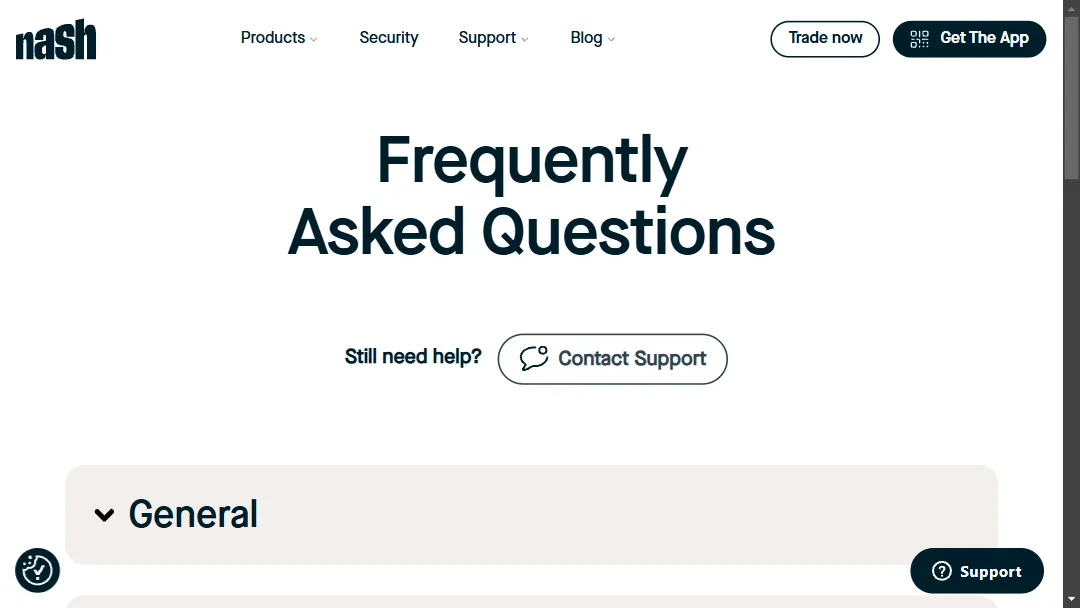 nash
Products
Security
Support
Blog
Trade now
Get The App
Frequently
Asked Questions
Still need help?
Contact Support
General
Support